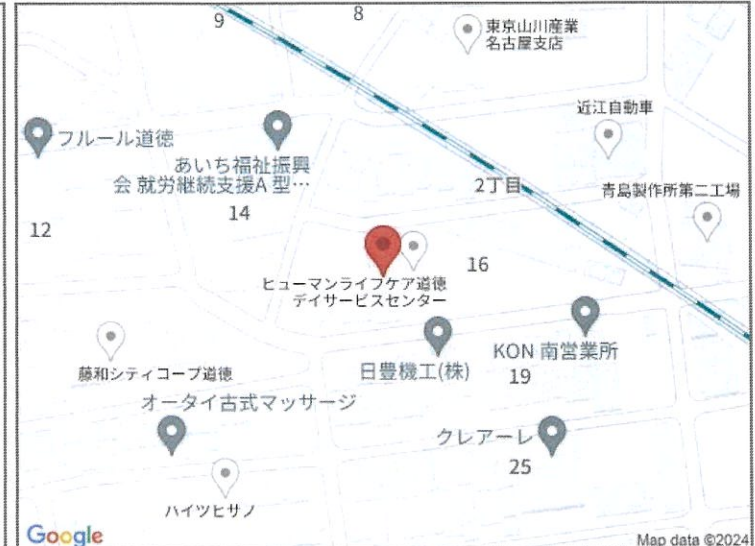 9
8
東京山川産業
名古屋支店
近江自動車
フルール道徳
あいち福祉振興
会 就労継続支援A 型…
2丁目
青島製作所第二工場
14
12
16
ヒューマンライフケア道徳
デイサービスセンター
KON 南営業所
日豊機工(株)
19
藤和シティコープ道徳
オータイ古式マッサージ
クレアーレ
25
ハイツヒサノ
Google
Map data ©2024